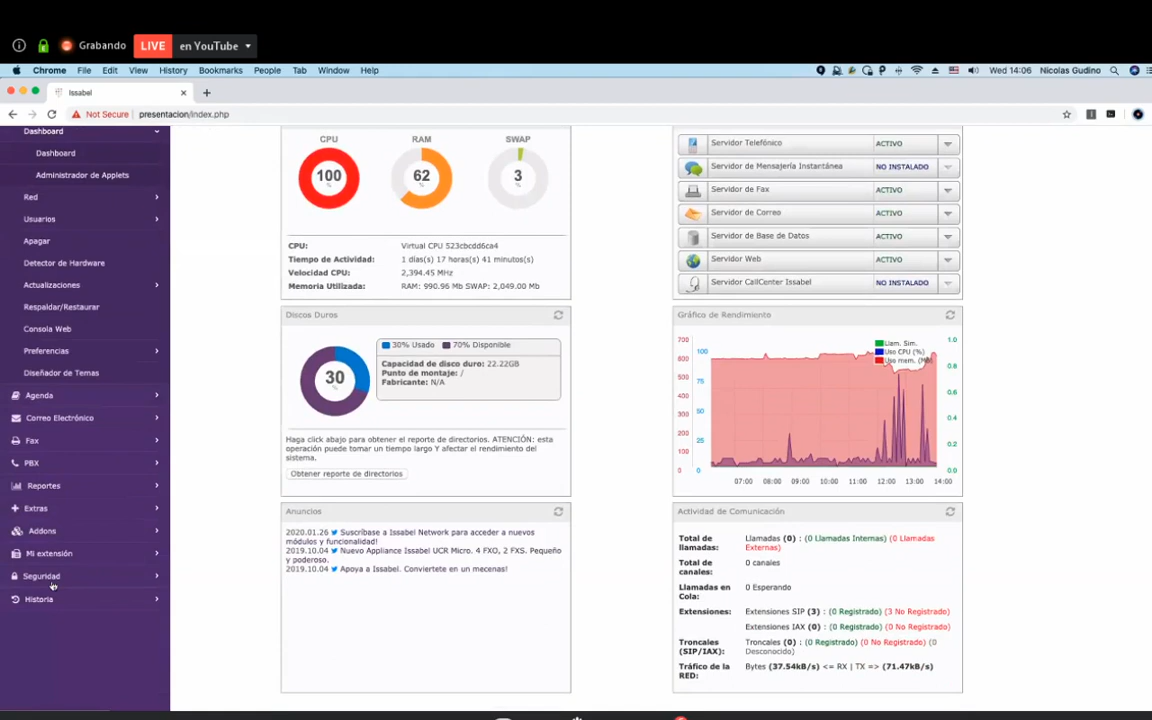 Grabando
LIVE
en YouTube
Chrome File Edit View History Bookmarks People Tab Window Help
Wed 14:06 Nicolas Gudino
Issabel
Not Secure presentacion/index.php
Dashboard
Dashboard
Administrador de Applets
Red
Usuarios
Apagar
Detector de Hardware
Actualizaciones
Respaldar/Restaurar
Consola Web
Preferencias
Diseñador de Temas
Agenda
Correo Electrónico
Fax
PBX
Reportes
Extras
Addons
Mi extensión
Seguridad
Historia
CPU RAM SWAP
100 % 62 % 3 %
CPU: Virtual CPU 523cbcdd6ca4
Tiempo de Actividad: 1 días(s) 17 horas(s) 41 minutos(s)
Velocidad CPU: 2,394.45 MHz
Memoria Utilizada: RAM: 990.96 Mb SWAP: 2,049.00 Mb
Discos Duros
30 %
30% Usado 70% Disponible
Capacidad de disco duro: 22.22GB
Punto de montaje: /
Fabricante: N/A
Haga click abajo para obtener el reporte de directorios. ATENCIÓN: esta
operación puede tomar un tiempo largo Y afectar el rendimiento del
sistema.
Obtener reporte de directorios
Anuncios
2020.01.26 Suscríbase a Issabel Network para acceder a nuevos
módulos y funcionalidad!
2019.10.04 Nuevo Appliance Issabel UCR Micro. 4 FXO, 2 FXS. Pequeño
y poderoso.
2019.10.04 Apoya a Issabel. Conviertete en un mecenas!
Servidor Telefónico ACTIVO
Servidor de Mensajería Instantánea NO INSTALADO
Servidor de Fax ACTIVO
Servidor de Correo ACTIVO
Servidor de Base de Datos ACTIVO
Servidor Web ACTIVO
Servidor CallCenter Issabel NO INSTALADO
Gráfico de Rendimiento
Llam. Sim.
Uso CPU (%)
Uso mem. (MB)
700
600
500
400
300
200
100
0
100
75
50
25
0
1.0
0.8
0.6
0.4
0.2
0.0
07:00 08:00 09:00 10:00 11:00 12:00 13:00 14:00
Actividad de Comunicación
Total de llamadas: Llamadas (0) : (0 Llamadas Internas) (0 Llamadas
Externas)
Total de canales: 0 canales
Llamadas en Cola: 0 Esperando
Extensiones: Extensiones SIP (3) : (0 Registrado) (3 No Registrado)
Extensiones IAX (0) : (0 Registrado) (0 No Registrado)
Troncales (SIP/IAX): Troncales (0) : (0 Registrado) (0 No Registrado) (0
Desconocido)
Tráfico de la RED: Bytes (37.54kB/s) <= RX | TX => (71.47kB/s)